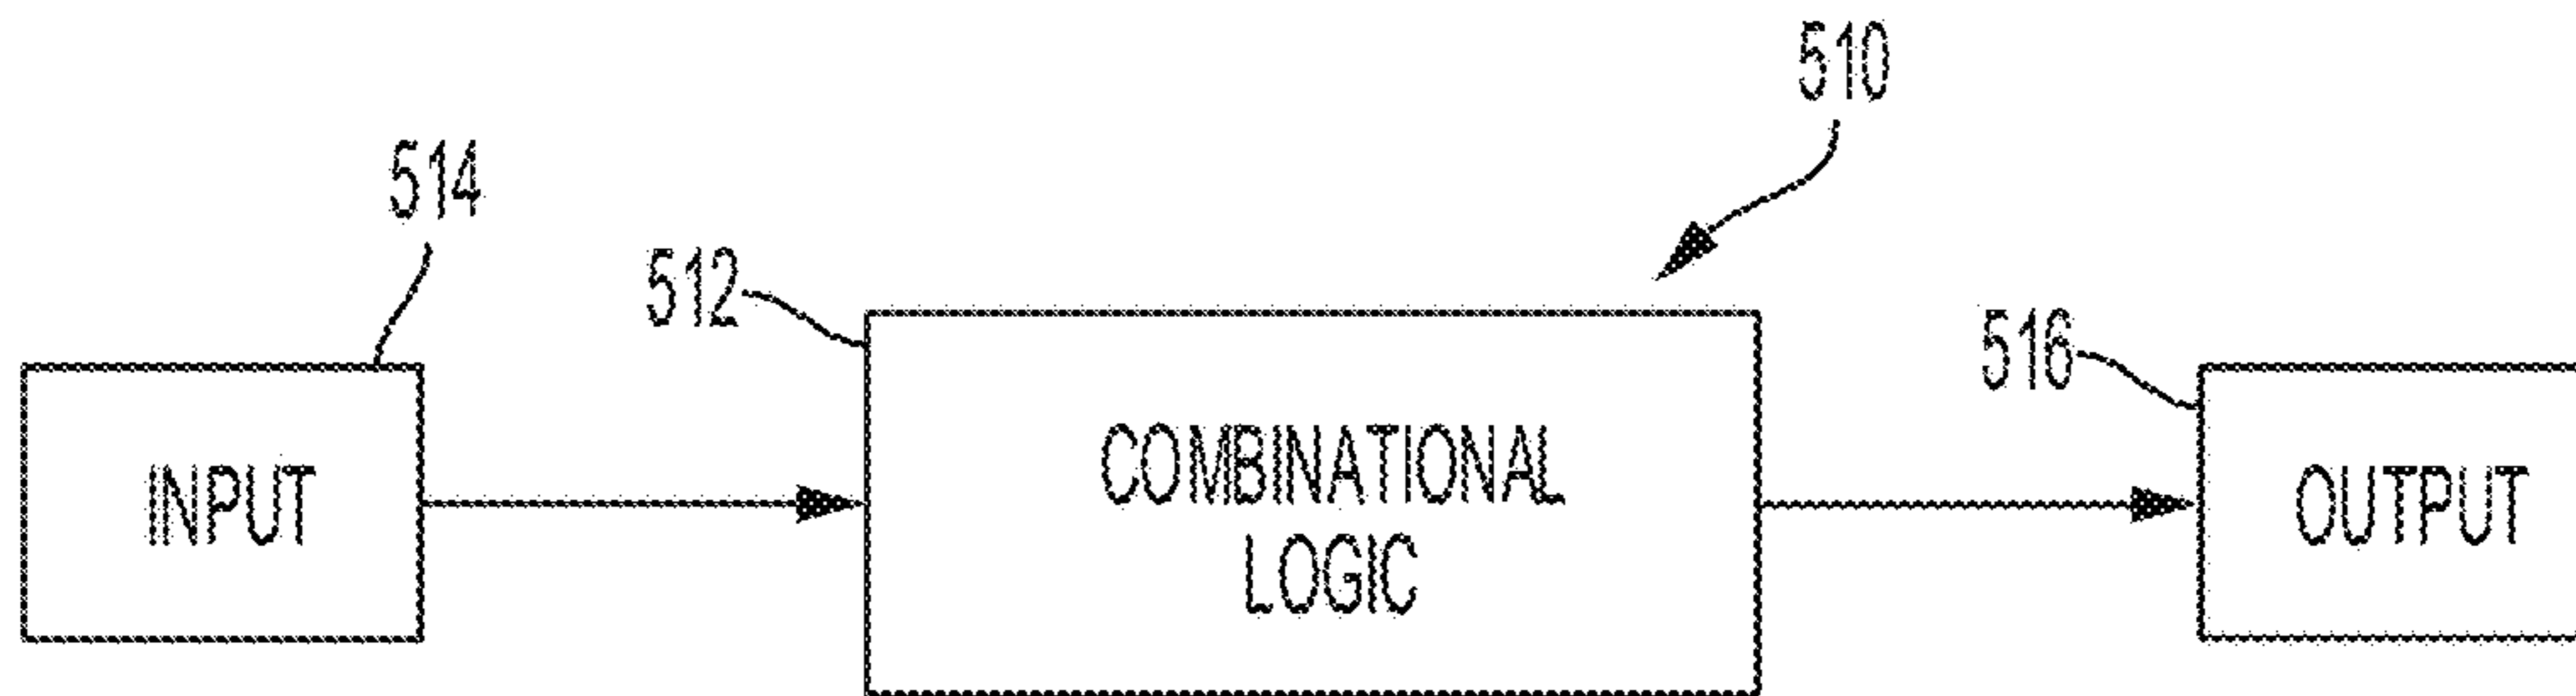 510
514
512
516
INPUT
COMBINATIONAL
LOGIC
OUTPUT